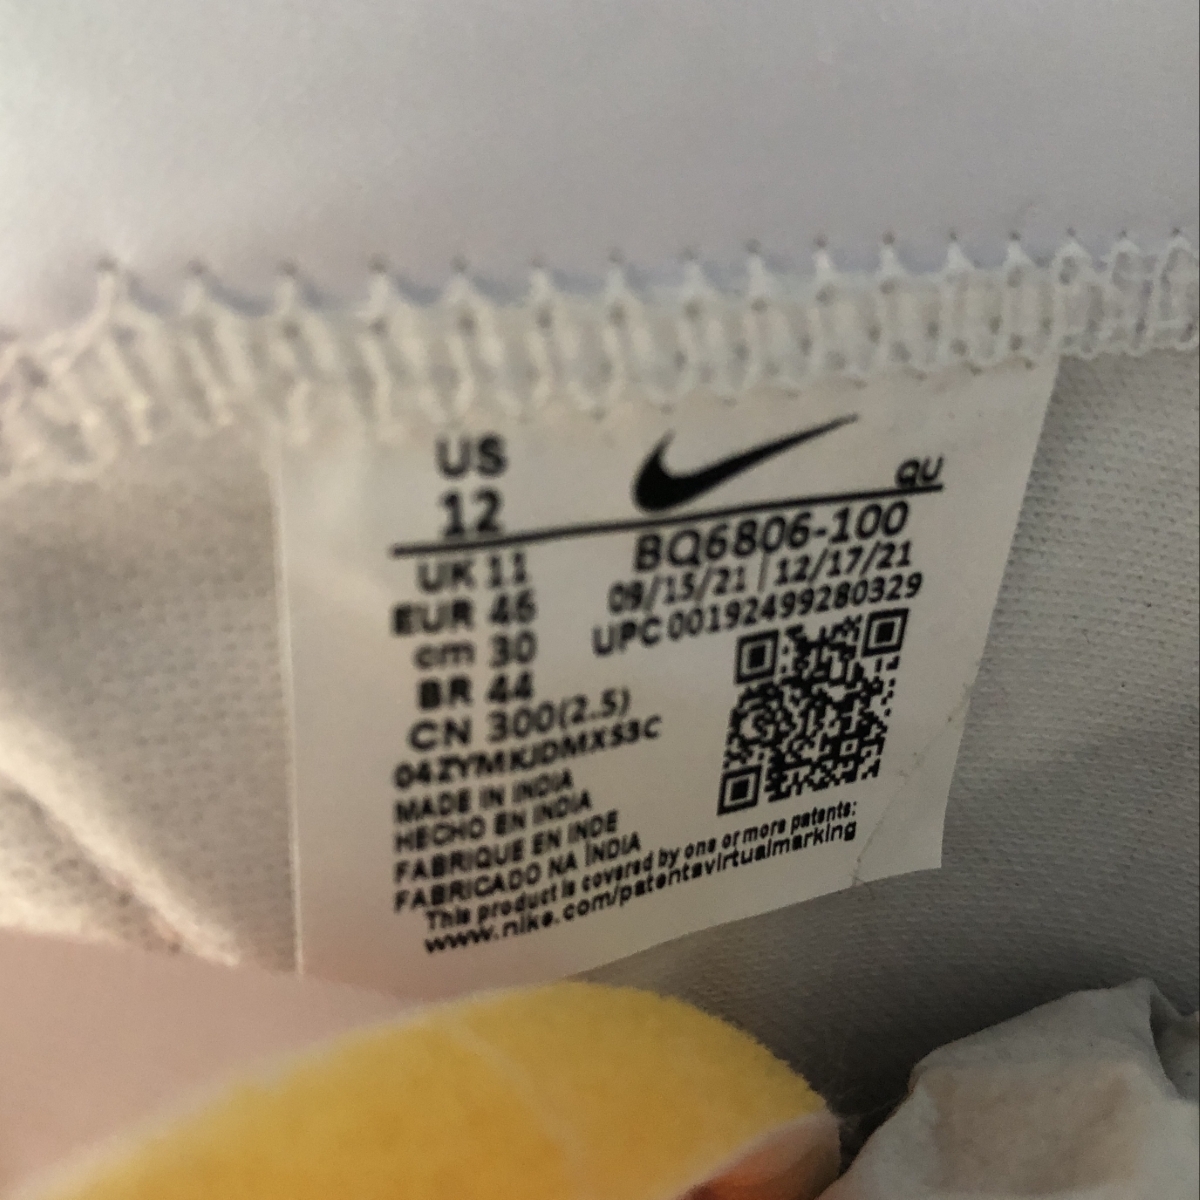 US
12
qu
UK 11
EUR 46
cm 30
BR 44
CN 300(2.5)
04ZYMKJDMXS3C
MADE IN INDIA
HECHO EN INDIA
FABRIQUE EN INDE
FABRICADO NA ÍNDIA
BQ6806-100
09/15/21 | 12/17/21
UPC 00192499280329
This product is covered by one or more patents:
www.nike.com/patentsvirtualmarking